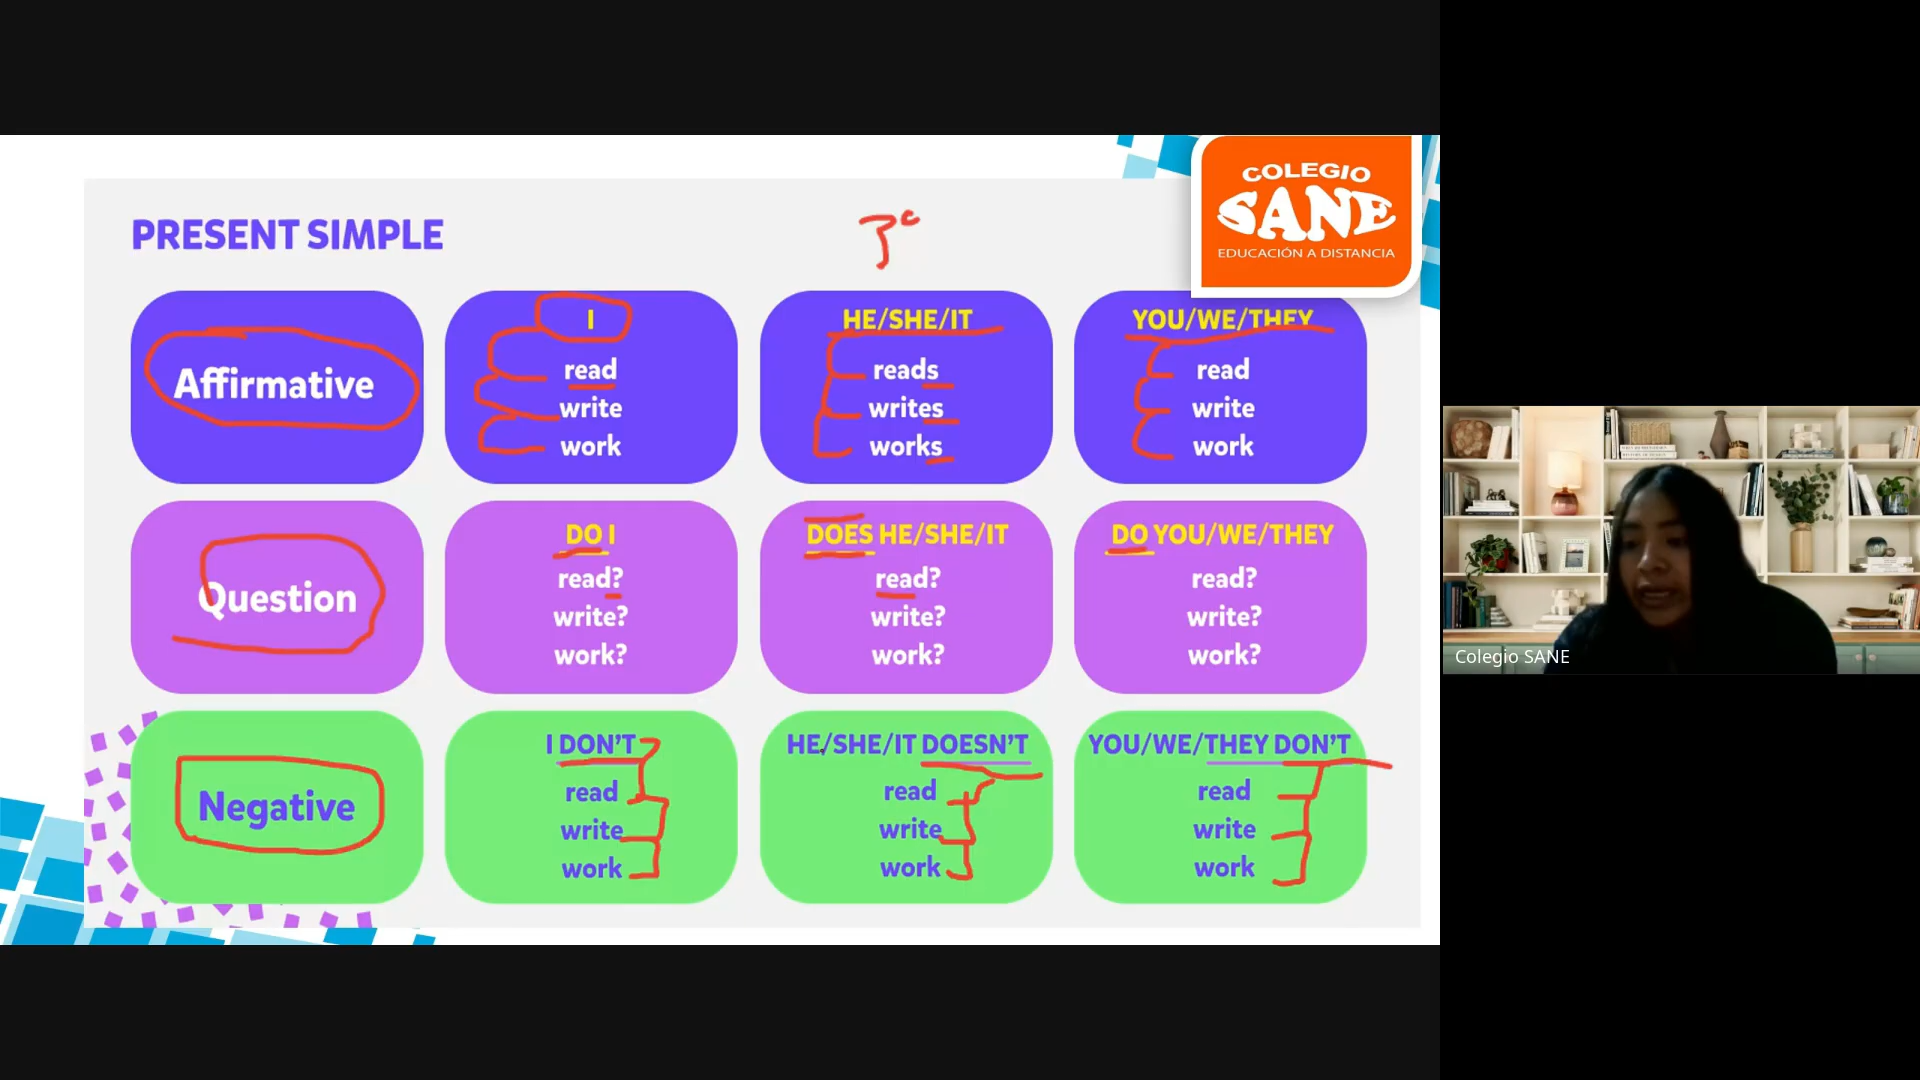 COLEGIO
SANE
EDUCACIÓN A DISTANCIA
PRESENT SIMPLE
3ᶜ
Affirmative
I
read
write
work
HE/SHE/IT
reads
writes
works
YOU/WE/THEY
read
write
work
Question
DO I
read?
write?
work?
DOES HE/SHE/IT
read?
write?
work?
DO YOU/WE/THEY
read?
write?
work?
Negative
I DON'T
read
write
work
HE/SHE/IT DOESN'T
read
write
work
YOU/WE/THEY DON'T
read
write
work
Colegio SANE